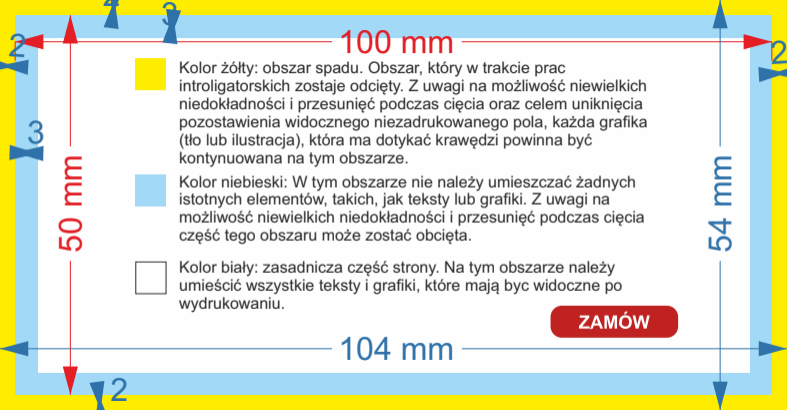 2
3
100 mm
2
2
Kolor żółty: obszar spadu. Obszar, który w trakcie prac
introligatorskich zostaje odcięty. Z uwagi na możliwość niewielkich
niedokładności i przesunięć podczas cięcia oraz celem uniknięcia
pozostawienia widocznego niezadrukowanego pola, każda grafika
(tło lub ilustracja), która ma dotykać krawędzi powinna być
kontynuowana na tym obszarze.
3
50 mm
54 mm
Kolor niebieski: W tym obszarze nie należy umieszczać żadnych
istotnych elementów, takich, jak teksty lub grafiki. Z uwagi na
możliwość niewielkich niedokładności i przesunięć podczas cięcia
część tego obszaru może zostać obcięta.
Kolor biały: zasadnicza część strony. Na tym obszarze należy
umieścić wszystkie teksty i grafiki, które mają byc widoczne po
wydrukowaniu.
ZAMÓW
104 mm
2